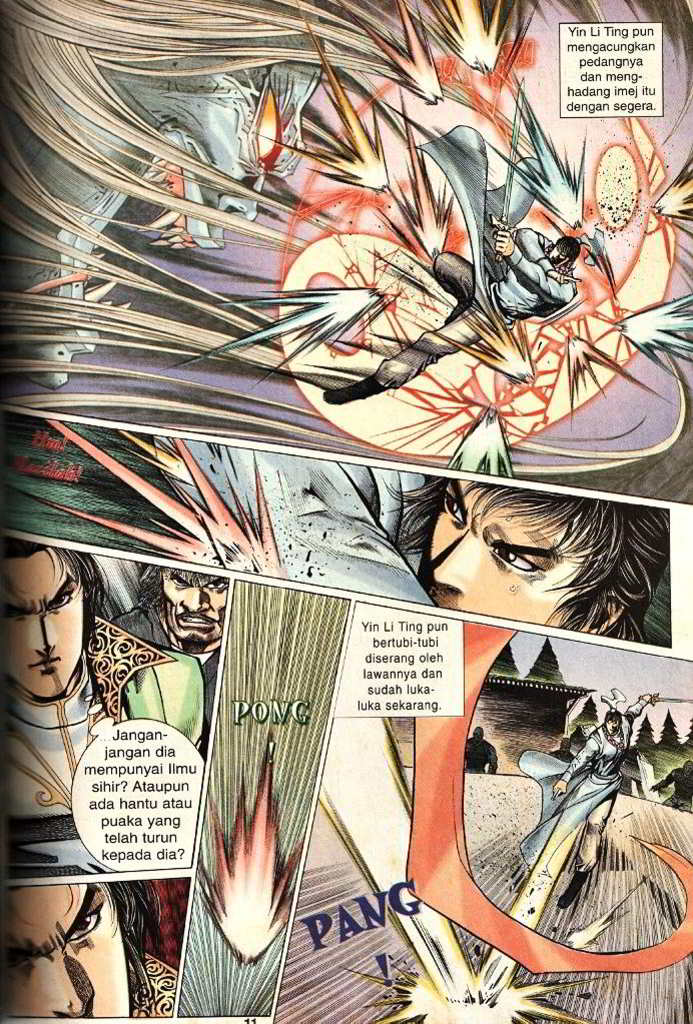 Yin Li Ting pun
mengacungkan
pedangnya
dan meng-
hadang imej itu
dengan segera.
Yin Li Ting pun
bertubi-tubi
diserang oleh
lawannya dan
sudah luka-
luka sekarang.
...Jangan-
jangan dia
mempunyai Ilmu
sihir? Ataupun
ada hantu atau
puaka yang
telah turun
kepada dia?
PONG
!
PANG
!
11